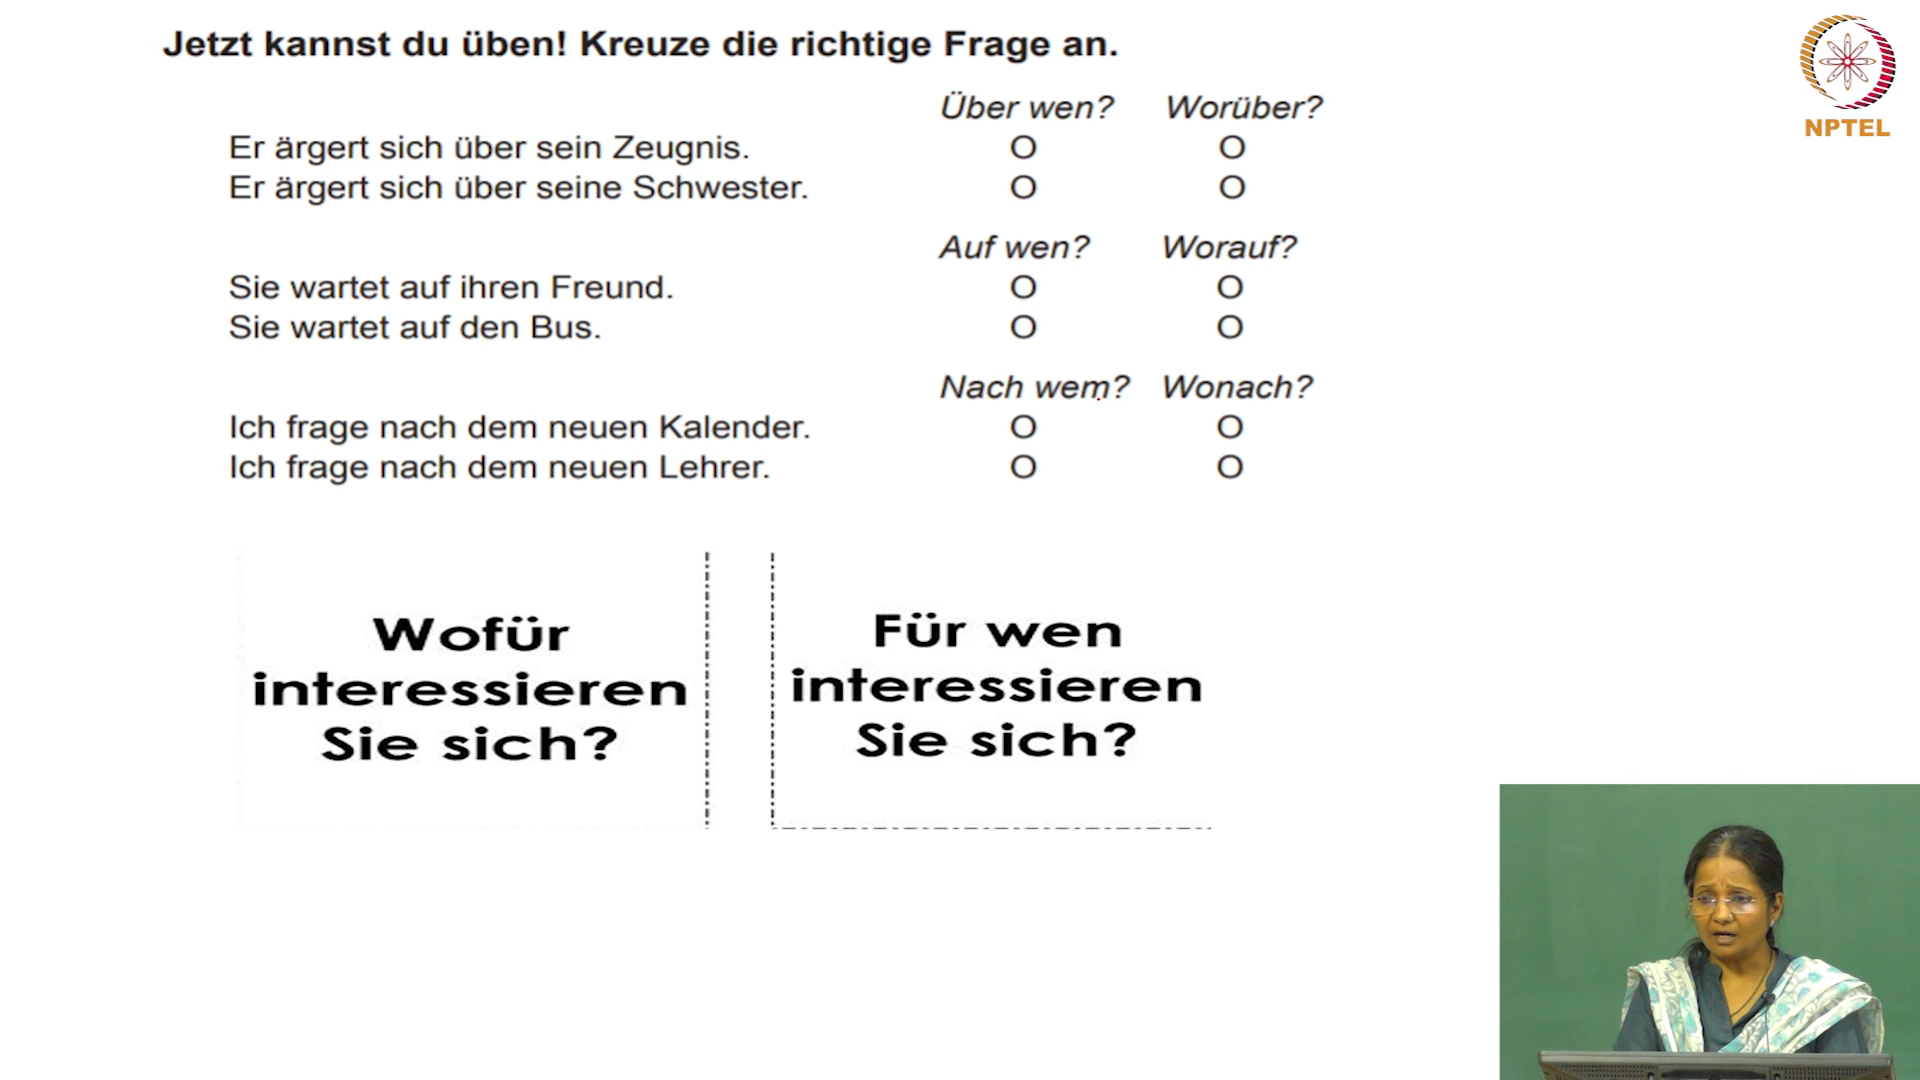 Jetzt kannst du üben! Kreuze die richtige Frage an.
NPTEL
Über wen? Worüber?
Er ärgert sich über sein Zeugnis. O O
Er ärgert sich über seine Schwester. O O
Auf wen? Worauf?
Sie wartet auf ihren Freund. O O
Sie wartet auf den Bus. O O
Nach wem? Wonach?
Ich frage nach dem neuen Kalender. O O
Ich frage nach dem neuen Lehrer. O O
Wofür
interessieren
Sie sich?
Für wen
interessieren
Sie sich?